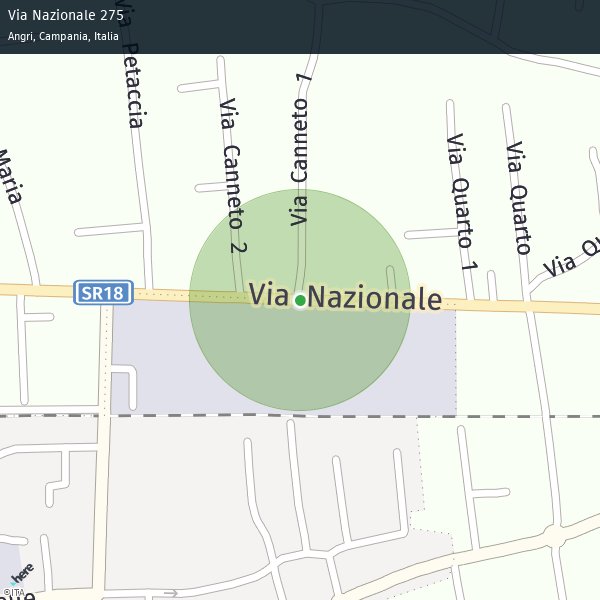 Via Nazionale 275
Angri, Campania, Italia
Via Petaccia
Via Canneto 2
Via Canneto 1
Via Quarto 1
Via Quarto
Maria
SR18
Via Nazionale
here
©ITA